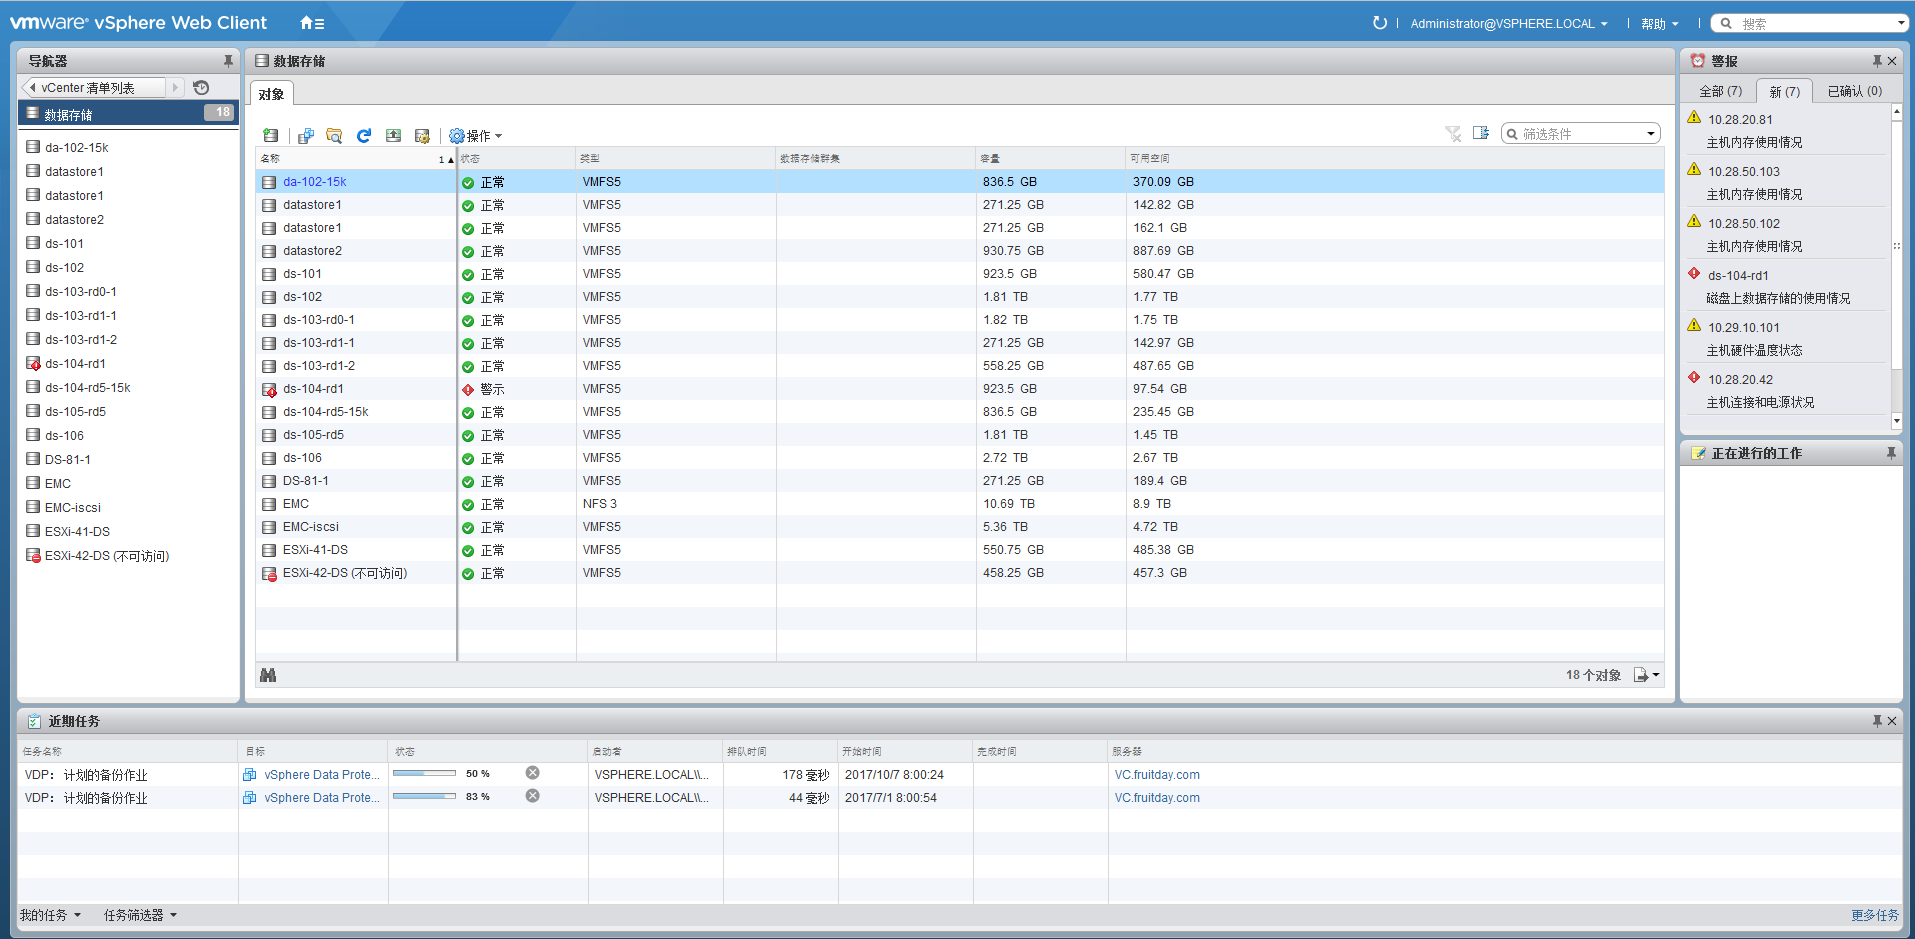 vmware® vSphere Web Client
Administrator@VSPHERE.LOCAL
帮助
搜索
导航器
vCenter 清单列表
数据存储 18
da-102-15k
datastore1
datastore1
datastore2
ds-101
ds-102
ds-103-rd0-1
ds-103-rd1-1
ds-103-rd1-2
ds-104-rd1
ds-104-rd5-15k
ds-105-rd5
ds-106
DS-81-1
EMC
EMC-iscsi
ESXi-41-DS
ESXi-42-DS (不可访问)
数据存储
对象
操作
筛选条件
名称 1 ▲ 状态 类型 数据存储群集 容量 可用空间
da-102-15k 正常 VMFS5 836.5 GB 370.09 GB
datastore1 正常 VMFS5 271.25 GB 142.82 GB
datastore1 正常 VMFS5 271.25 GB 162.1 GB
datastore2 正常 VMFS5 930.75 GB 887.69 GB
ds-101 正常 VMFS5 923.5 GB 580.47 GB
ds-102 正常 VMFS5 1.81 TB 1.77 TB
ds-103-rd0-1 正常 VMFS5 1.82 TB 1.75 TB
ds-103-rd1-1 正常 VMFS5 271.25 GB 142.97 GB
ds-103-rd1-2 正常 VMFS5 558.25 GB 487.65 GB
ds-104-rd1 警示 VMFS5 923.5 GB 97.54 GB
ds-104-rd5-15k 正常 VMFS5 836.5 GB 235.45 GB
ds-105-rd5 正常 VMFS5 1.81 TB 1.45 TB
ds-106 正常 VMFS5 2.72 TB 2.67 TB
DS-81-1 正常 VMFS5 271.25 GB 189.4 GB
EMC 正常 NFS 3 10.69 TB 8.9 TB
EMC-iscsi 正常 VMFS5 5.36 TB 4.72 TB
ESXi-41-DS 正常 VMFS5 550.75 GB 485.38 GB
ESXi-42-DS (不可访问) 正常 VMFS5 458.25 GB 457.3 GB
18 个对象
警报
全部 (7) 新 (7) 已确认 (0)
10.28.20.81
主机内存使用情况
10.28.50.103
主机内存使用情况
10.28.50.102
主机内存使用情况
ds-104-rd1
磁盘上数据存储的使用情况
10.29.10.101
主机硬件温度状态
10.28.20.42
主机连接和电源状况
正在进行的工作
近期任务
任务名称 目标 状态 启动者 排队时间 开始时间 完成时间 服务器
VDP： 计划的备份作业 vSphere Data Prote... 50 % VSPHERE.LOCAL\\... 178 毫秒 2017/10/7 8:00:24 VC.fruitday.com
VDP： 计划的备份作业 vSphere Data Prote... 83 % VSPHERE.LOCAL\\... 44 毫秒 2017/7/1 8:00:54 VC.fruitday.com
我的任务 任务筛选器 更多任务